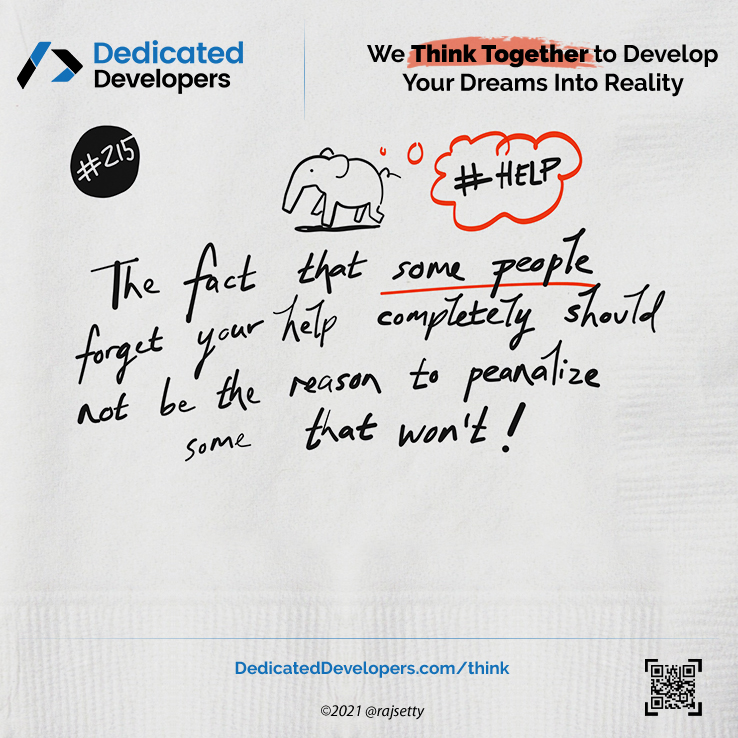 Dedicated
Developers
We Think Together to Develop
Your Dreams Into Reality
#215
#HELP
The fact that some people
forget your help completely should
not be the reason to peanalize
some that won't!
DedicatedDevelopers.com/think
©2021 @rajsetty